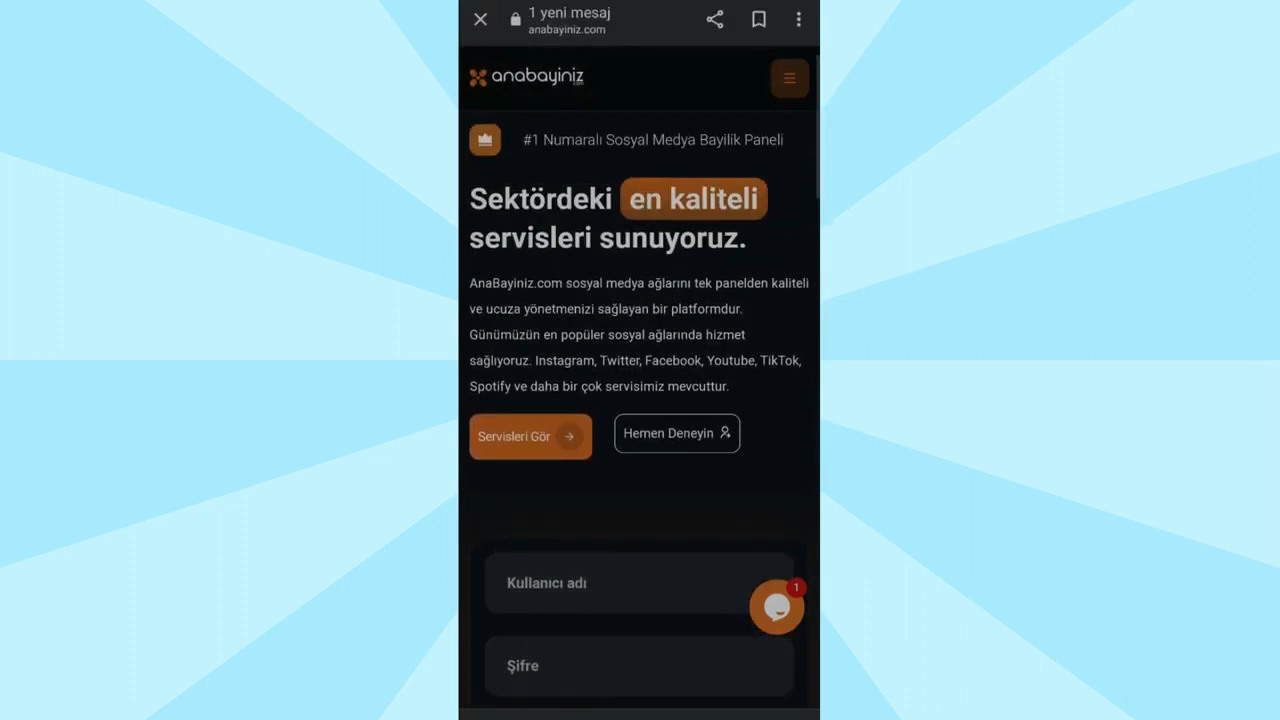 1 yeni mesaj
anabayiniz.com
anabayiniz
#1 Numaralı Sosyal Medya Bayilik Paneli
Sektördeki en kaliteli
servisleri sunuyoruz.
AnaBayiniz.com sosyal medya ağlarını tek panelden kaliteli
ve ucuza yönetmenizi sağlayan bir platformdur.
Günümüzün en popüler sosyal ağlarında hizmet
sağlıyoruz. Instagram, Twitter, Facebook, Youtube, TikTok,
Spotify ve daha bir çok servisimiz mevcuttur.
Servisleri Gör
Hemen Deneyin
Kullanıcı adı
1
Şifre